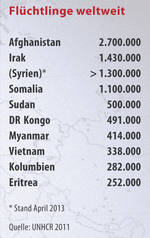 Flüchtlinge weltweit
Afghanistan 2.700.000
Irak 1.430.000
(Syrien)* > 1.300.000
Somalia 1.100.000
Sudan 500.000
DR Kongo 491.000
Myanmar 414.000
Vietnam 338.000
Kolumbien 282.000
Eritrea 252.000
* Stand April 2013
Quelle: UNHCR 2011